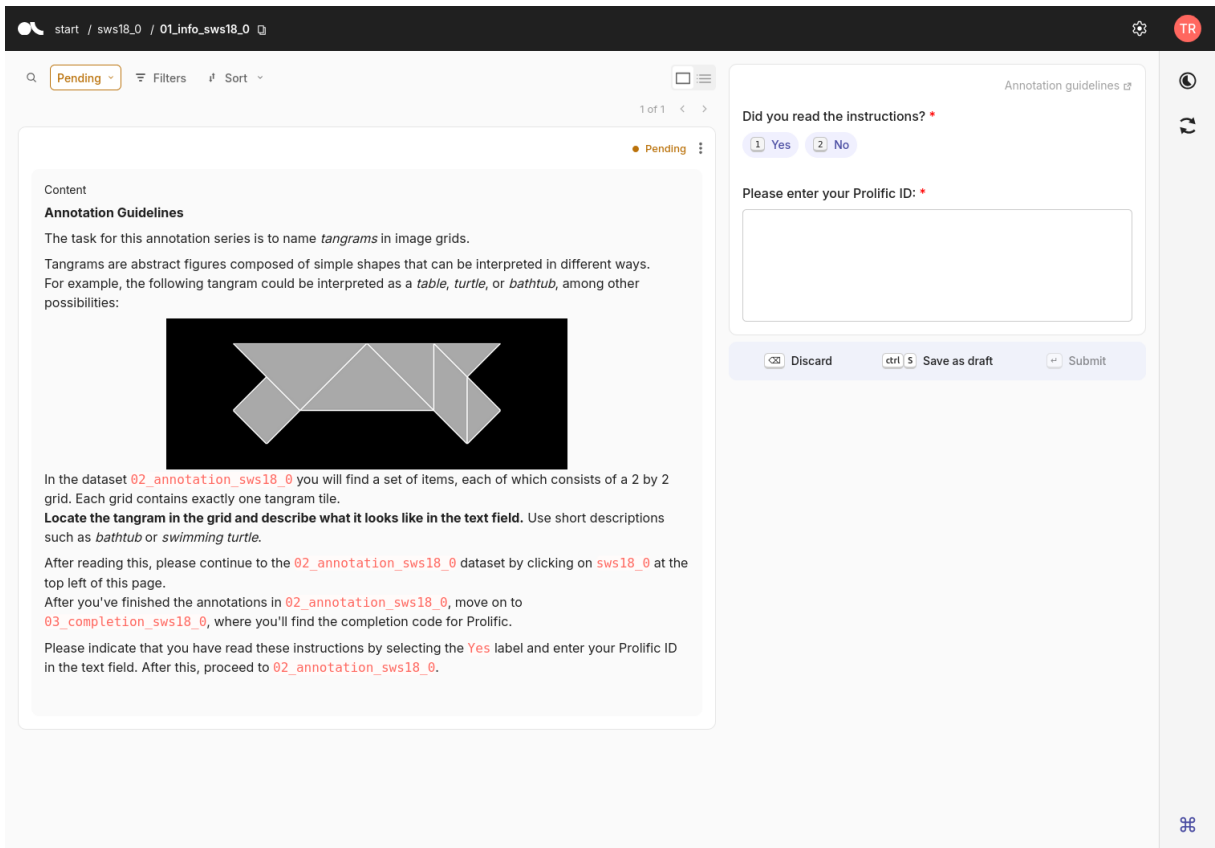 start / sws18_0 / 01_info_sws18_0
TR
Pending
Filters
Sort
1 of 1
Pending
Content
Annotation Guidelines
The task for this annotation series is to name tangrams in image grids.
Tangrams are abstract figures composed of simple shapes that can be interpreted in different ways.
For example, the following tangram could be interpreted as a table, turtle, or bathtub, among other
possibilities:
In the dataset 02_annotation_sws18_0 you will find a set of items, each of which consists of a 2 by 2
grid. Each grid contains exactly one tangram tile.
Locate the tangram in the grid and describe what it looks like in the text field. Use short descriptions
such as bathtub or swimming turtle.
After reading this, please continue to the 02_annotation_sws18_0 dataset by clicking on sws18_0 at the
top left of this page.
After you've finished the annotations in 02_annotation_sws18_0, move on to
03_completion_sws18_0, where you'll find the completion code for Prolific.
Please indicate that you have read these instructions by selecting the Yes label and enter your Prolific ID
in the text field. After this, proceed to 02_annotation_sws18_0.
Annotation guidelines
Did you read the instructions? *
1 Yes 2 No
Please enter your Prolific ID: *
Discard ctrl S Save as draft Submit